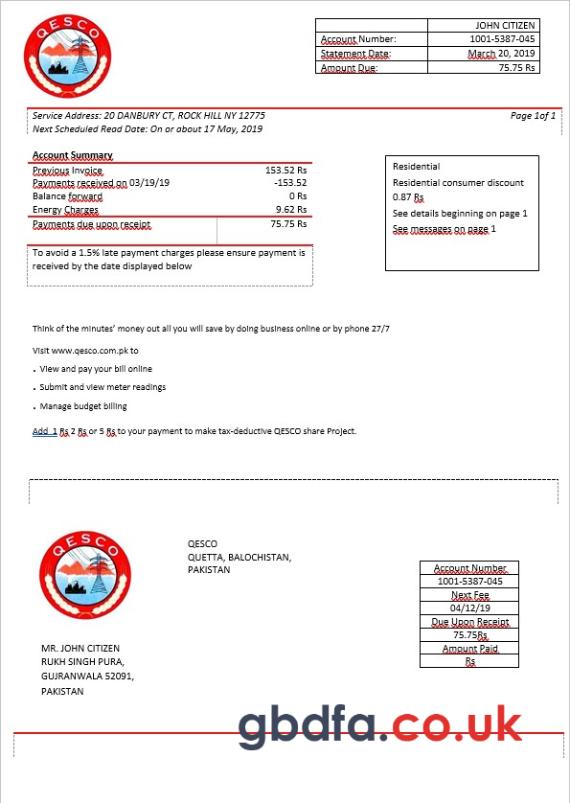 QESCO
JOHN CITIZEN
Account Number: 1001-5387-045
Statement Date: March 20, 2019
Amount Due: 75.75 Rs
Service Address: 20 DANBURY CT, ROCK HILL NY 12775 Page 1of 1
Next Scheduled Read Date: On or about 17 May, 2019
Account Summary
Previous Invoice 153.52 Rs
Payments received on 03/19/19 -153.52
Balance forward 0 Rs
Energy Charges 9.62 Rs
Payments due upon receipt 75.75 Rs
To avoid a 1.5% late payment charges please ensure payment is
received by the date displayed below
Residential
Residential consumer discount
0.87 Rs
See details beginning on page 1
See messages on page 1
Think of the minutes' money out all you will save by doing business online or by phone 27/7
Visit www.qesco.com.pk to
. View and pay your bill online
. Submit and view meter readings
. Manage budget billing
Add 1 Rs 2 Rs or 5 Rs to your payment to make tax-deductive QESCO share Project.
QESCO
QESCO
QUETTA, BALOCHISTAN,
PAKISTAN
Account Number
1001-5387-045
Next Fee
04/12/19
Due Upon Receipt
75.75Rs
Amount Paid
Rs
MR. JOHN CITIZEN
RUKH SINGH PURA,
GUJRANWALA 52091,
PAKISTAN
gbdfa.co.uk